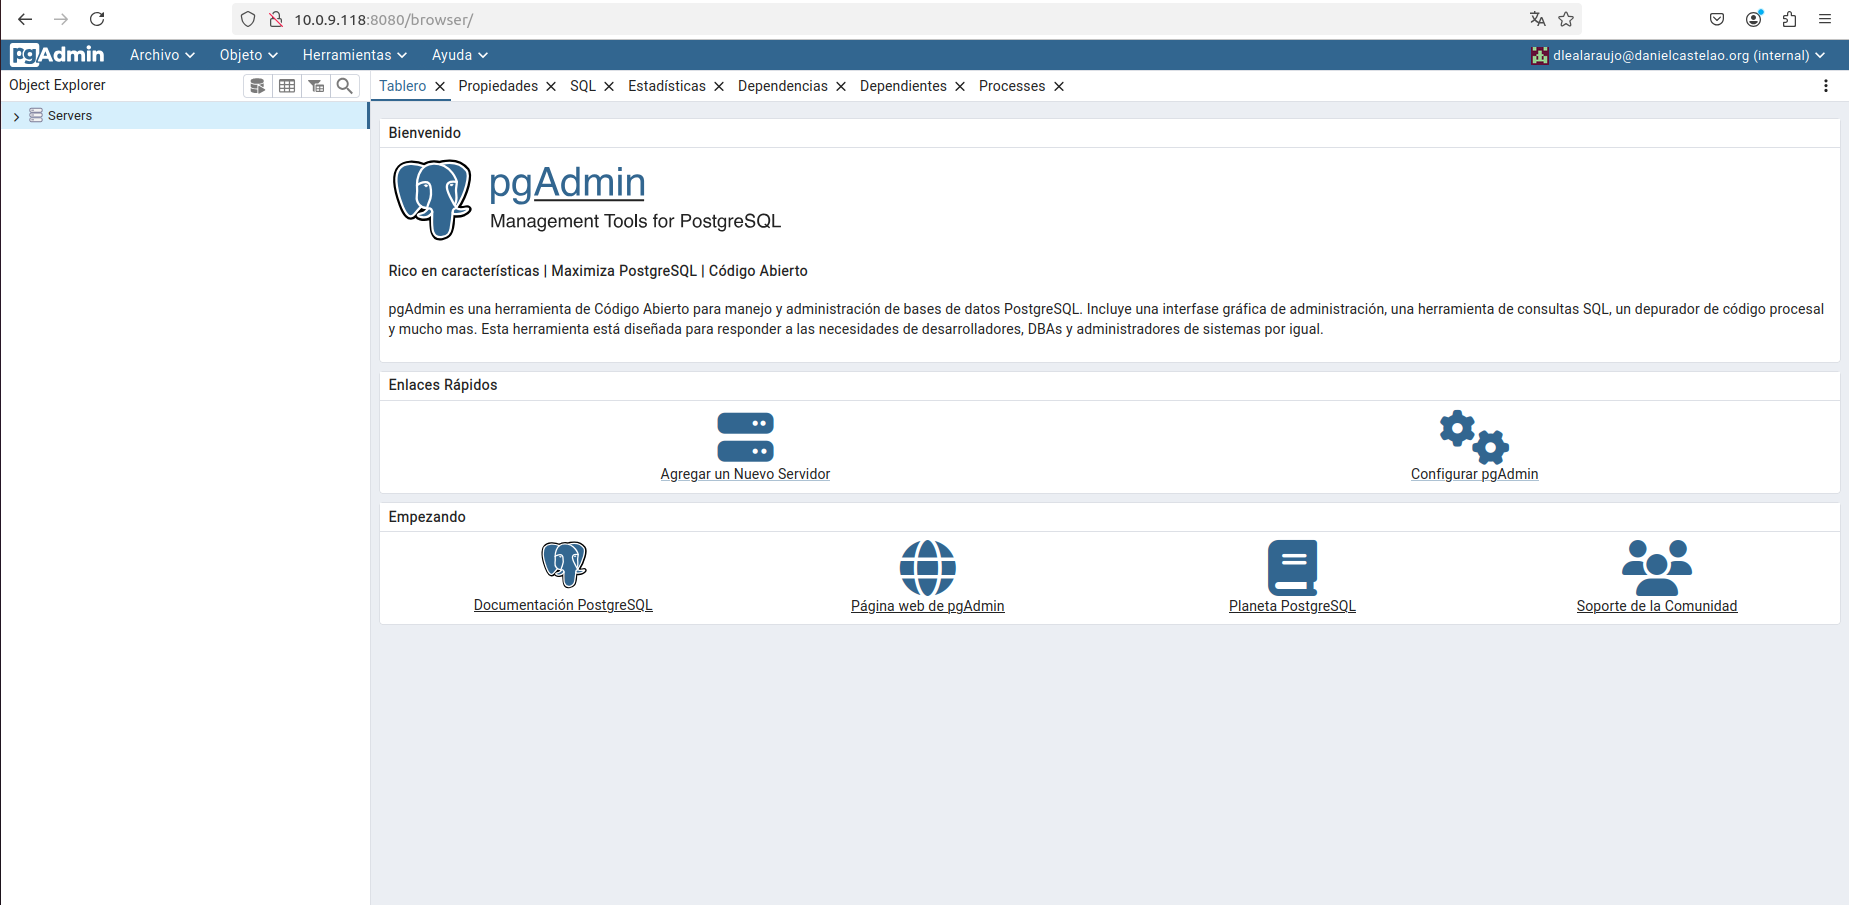 10.0.9.118:8080/browser/
pgAdmin Archivo Objeto Herramientas Ayuda dlealaraujo@danielcastelao.org (internal)
Object Explorer Tablero Propiedades SQL Estadísticas Dependencias Dependientes Processes
Servers
Bienvenido
pgAdmin
Management Tools for PostgreSQL
Rico en características | Maximiza PostgreSQL | Código Abierto
pgAdmin es una herramienta de Código Abierto para manejo y administración de bases de datos PostgreSQL. Incluye una interfase gráfica de administración, una herramienta de consultas SQL, un depurador de código procesal
y mucho mas. Esta herramienta está diseñada para responder a las necesidades de desarrolladores, DBAs y administradores de sistemas por igual.
Enlaces Rápidos
Agregar un Nuevo Servidor Configurar pgAdmin
Empezando
Documentación PostgreSQL Página web de pgAdmin Planeta PostgreSQL Soporte de la Comunidad